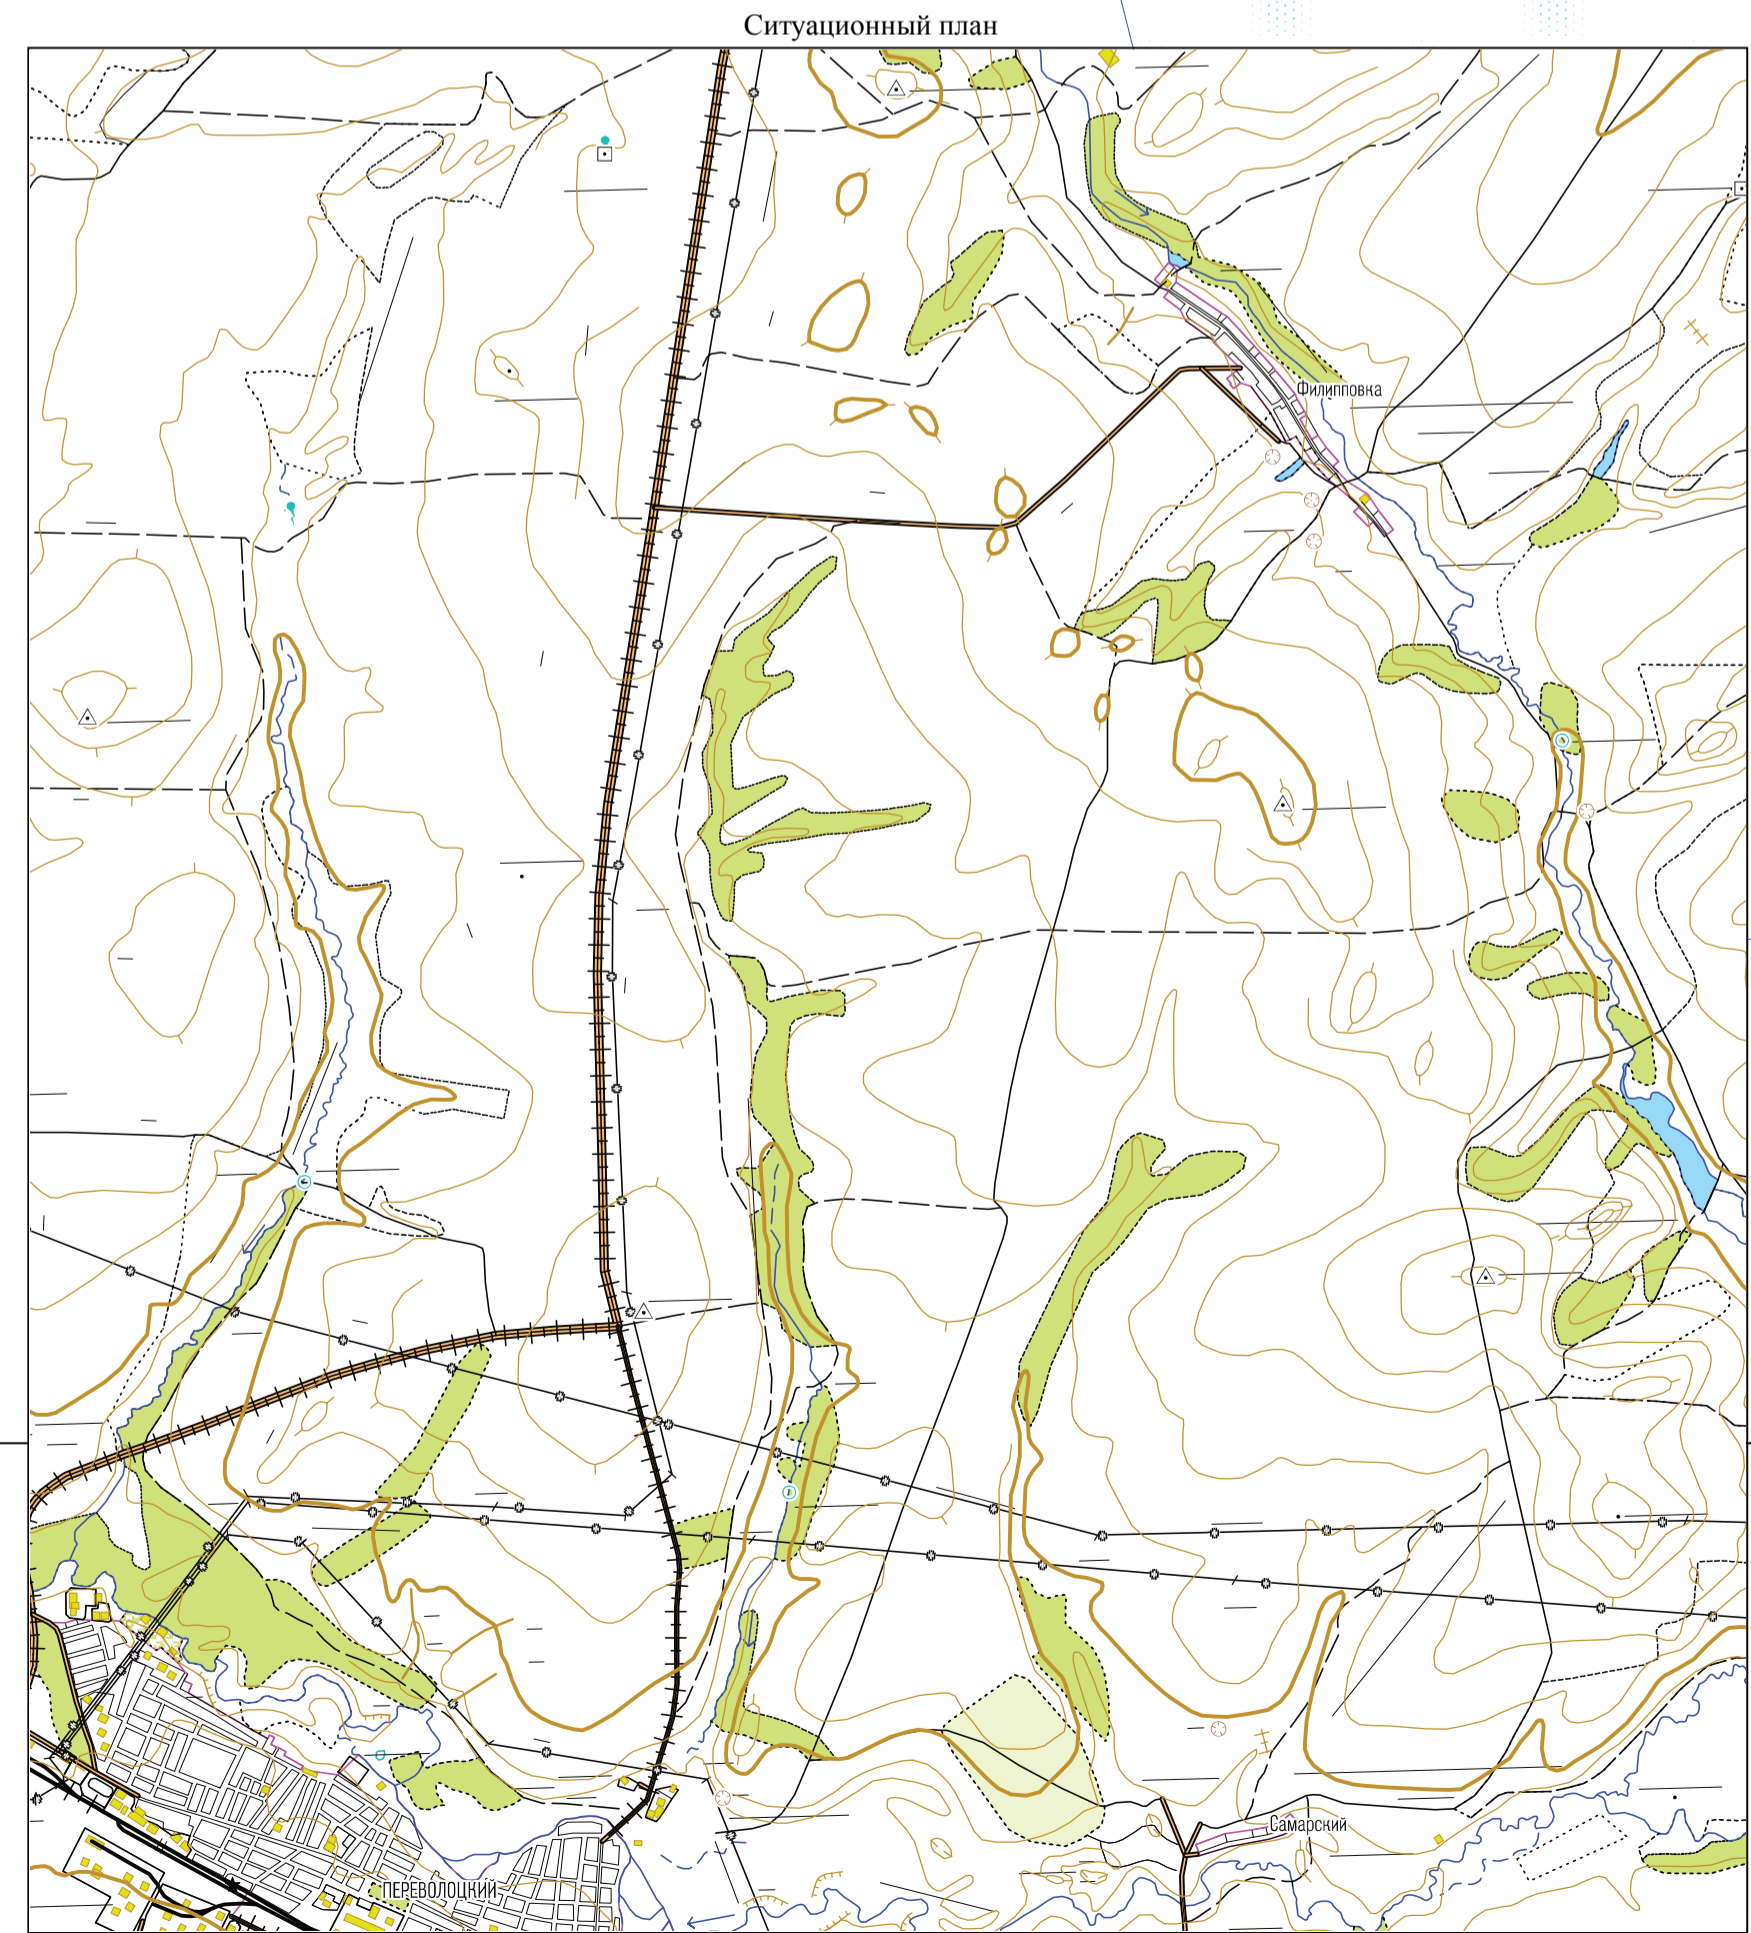 Ситуационный план
Филипповка
Самарский
ПЕРЕВОЛОЦКИЙ